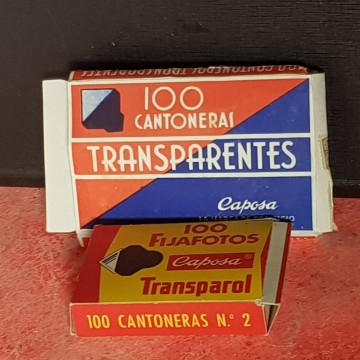 100
CANTONERAS
TRANSPARENTES
Caposa
100
FIJAFOTOS
Caposa®
Transparol
100 CANTONERAS N.º 2